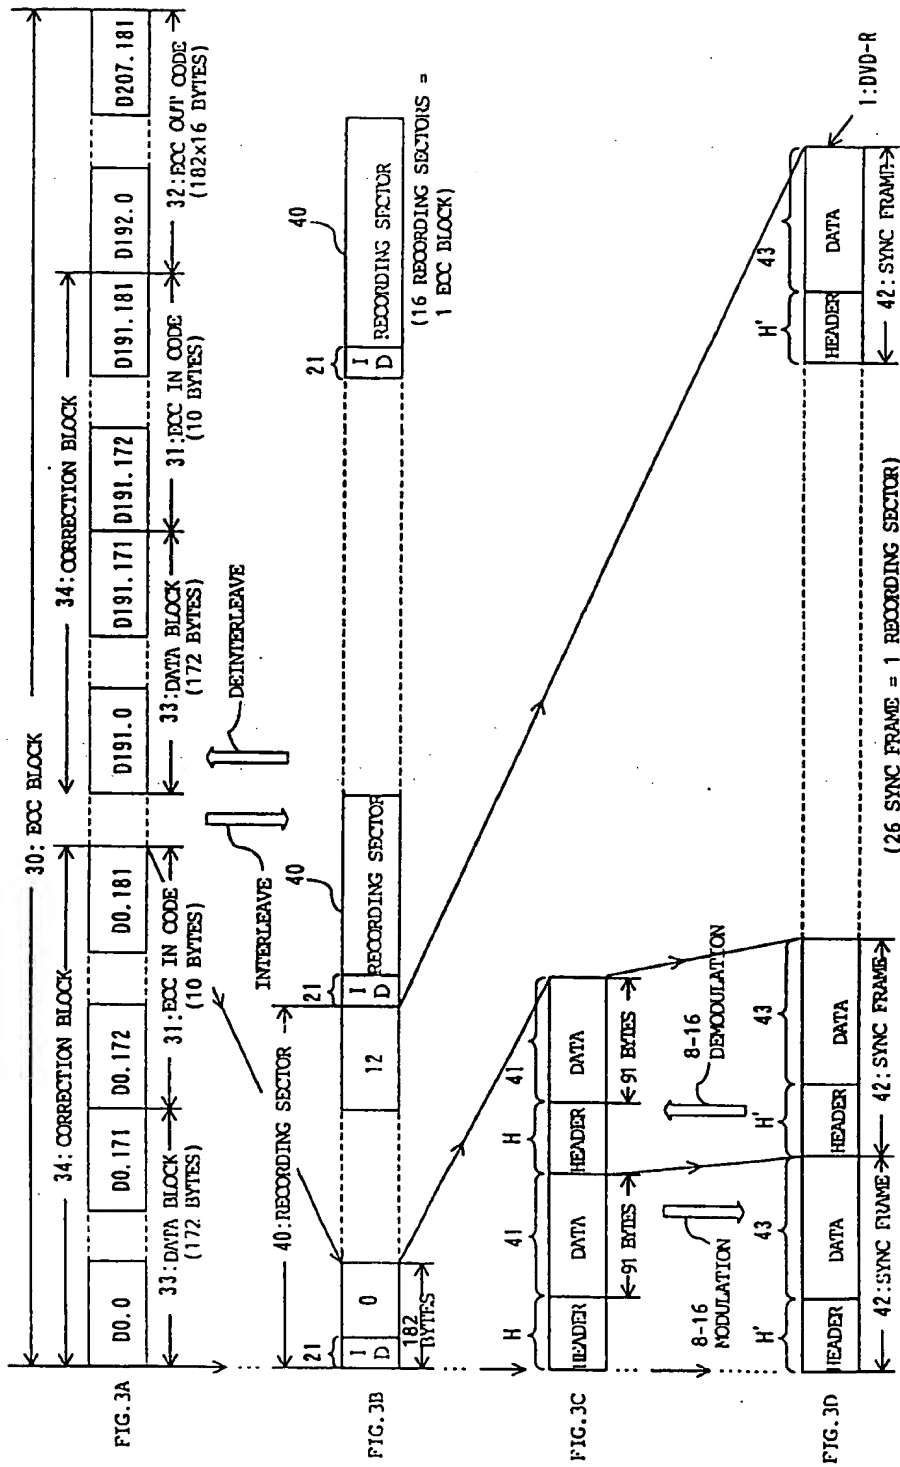 FIG.3A
30: ECC BLOCK
34:CORRECTION BLOCK
34:CORRECTION BLOCK
D0.0
D0.171
D0.172
D0.181
D191.0
D191.171
D191.172
D191.181
D192.0
D207.181
33:DATA BLOCK
(172 BYTES)
31:ECC IN CODE
(10 BYTES)
33:DATA BLOCK
(172 BYTES)
31:ECC IN CODE
(10 BYTES)
32:ECC OUT CODE
(182x16 BYTES)
INTERLEAVE
DEINTERLEAVE
FIG.3B
40:RECORDING SECTOR
21
ID
0
182
BYTES
12
21
ID
RECORDING SECTOR
40
21
ID
RECORDING SECTOR
40
(16 RECORDING SECTORS =
1 ECC BLOCK)
FIG.3C
H
HEADER
41
DATA
91 BYTES
H
HEADER
41
DATA
91 BYTES
8-16
MODULATION
8-16
DEMODULATION
FIG.3D
H'
HEADER
43
DATA
42:SYNC FRAME
H'
HEADER
43
DATA
42: SYNC FRAME
H'
HEADER
43
DATA
42: SYNC FRAME
1:DVD-R
(26 SYNC FRAME = 1 RECORDING SECTOR)